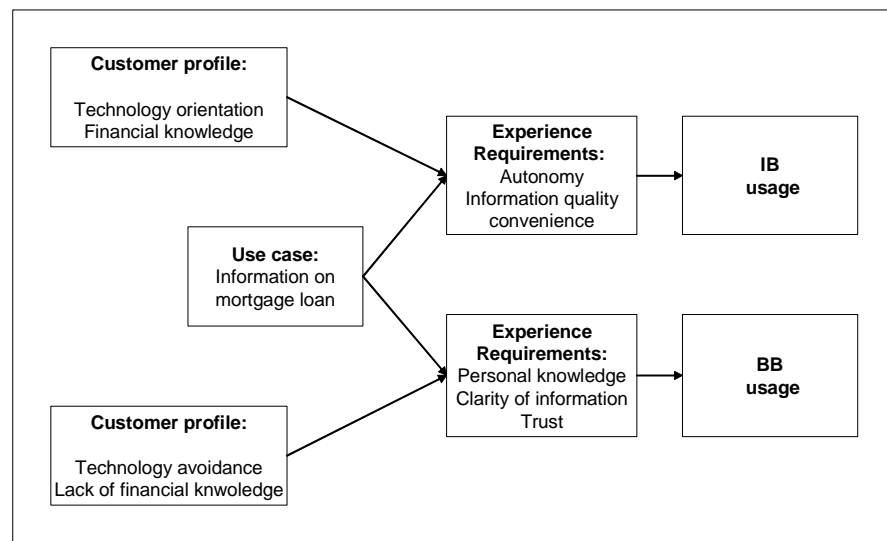 Customer profile:
Technology orientation
Financial knowledge
Experience
Requirements:
Autonomy
Information quality
convenience
IB
usage
Use case:
Information on
mortgage loan
Experience
Requirements:
Personal knowledge
Clarity of information
Trust
BB
usage
Customer profile:
Technology avoidance
Lack of financial knwoledge